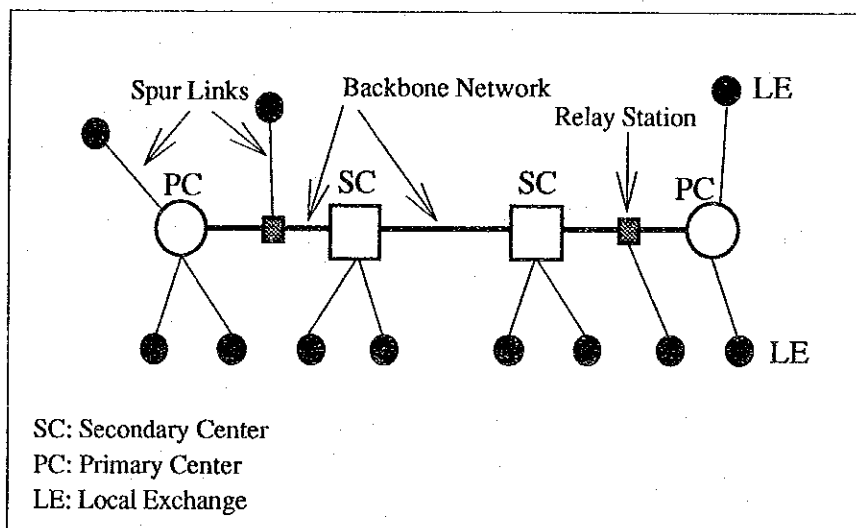 Spur Links
Backbone Network
LE
Relay Station
PC
SC
SC
PC
LE
SC: Secondary Center
PC: Primary Center
LE: Local Exchange